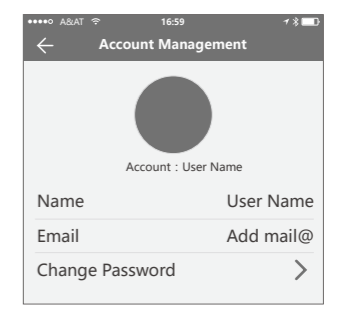 A&AT 16:59
Account Management
Account : User Name
Name User Name
Email Add mail@
Change Password